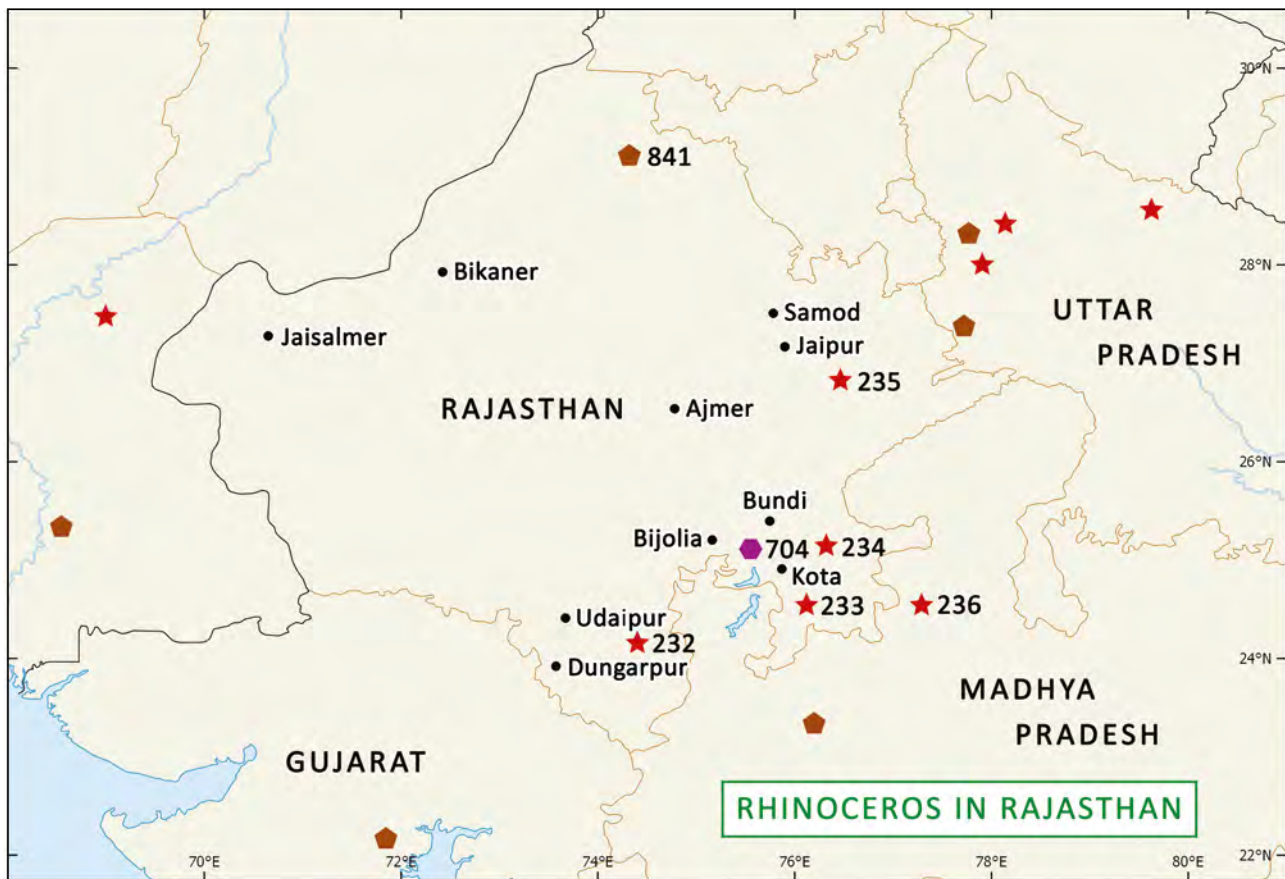 30°N
841
Bikaner
28°N
Samod
UTTAR
Jaisalmer
Jaipur
PRADESH
235
RAJASTHAN
Ajmer
26°N
Bundi
Bijolia
704
234
Kota
233
236
Udaipur
232
Dungarpur
24°N
MADHYA
PRADESH
GUJARAT
RHINOCEROS IN RAJASTHAN
22°N
70°E
72°E
74°E
76°E
78°E
80°E